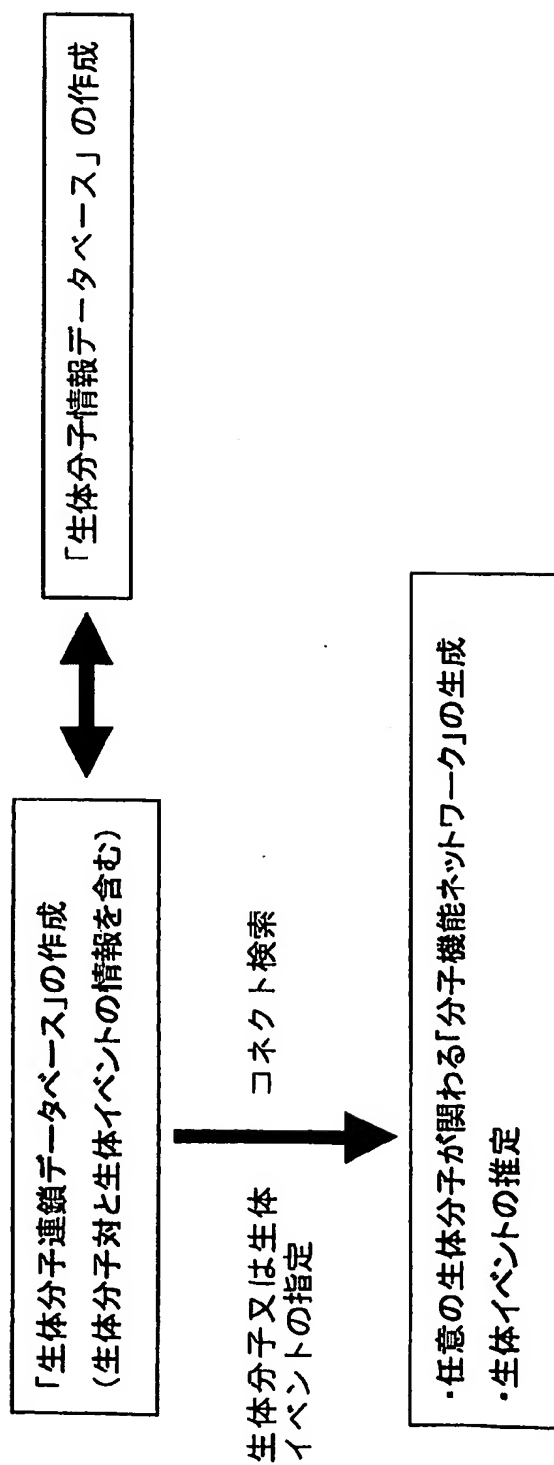 「生体分子連鎖データベース」の作成
(生体分子対と生体イベントの情報を含む)
「生体分子情報データベース」の作成
生体分子又は生体
イベントの指定
コネクト検索
・任意の生体分子が関わる「分子機能ネットワーク」の生成
・生体イベントの推定